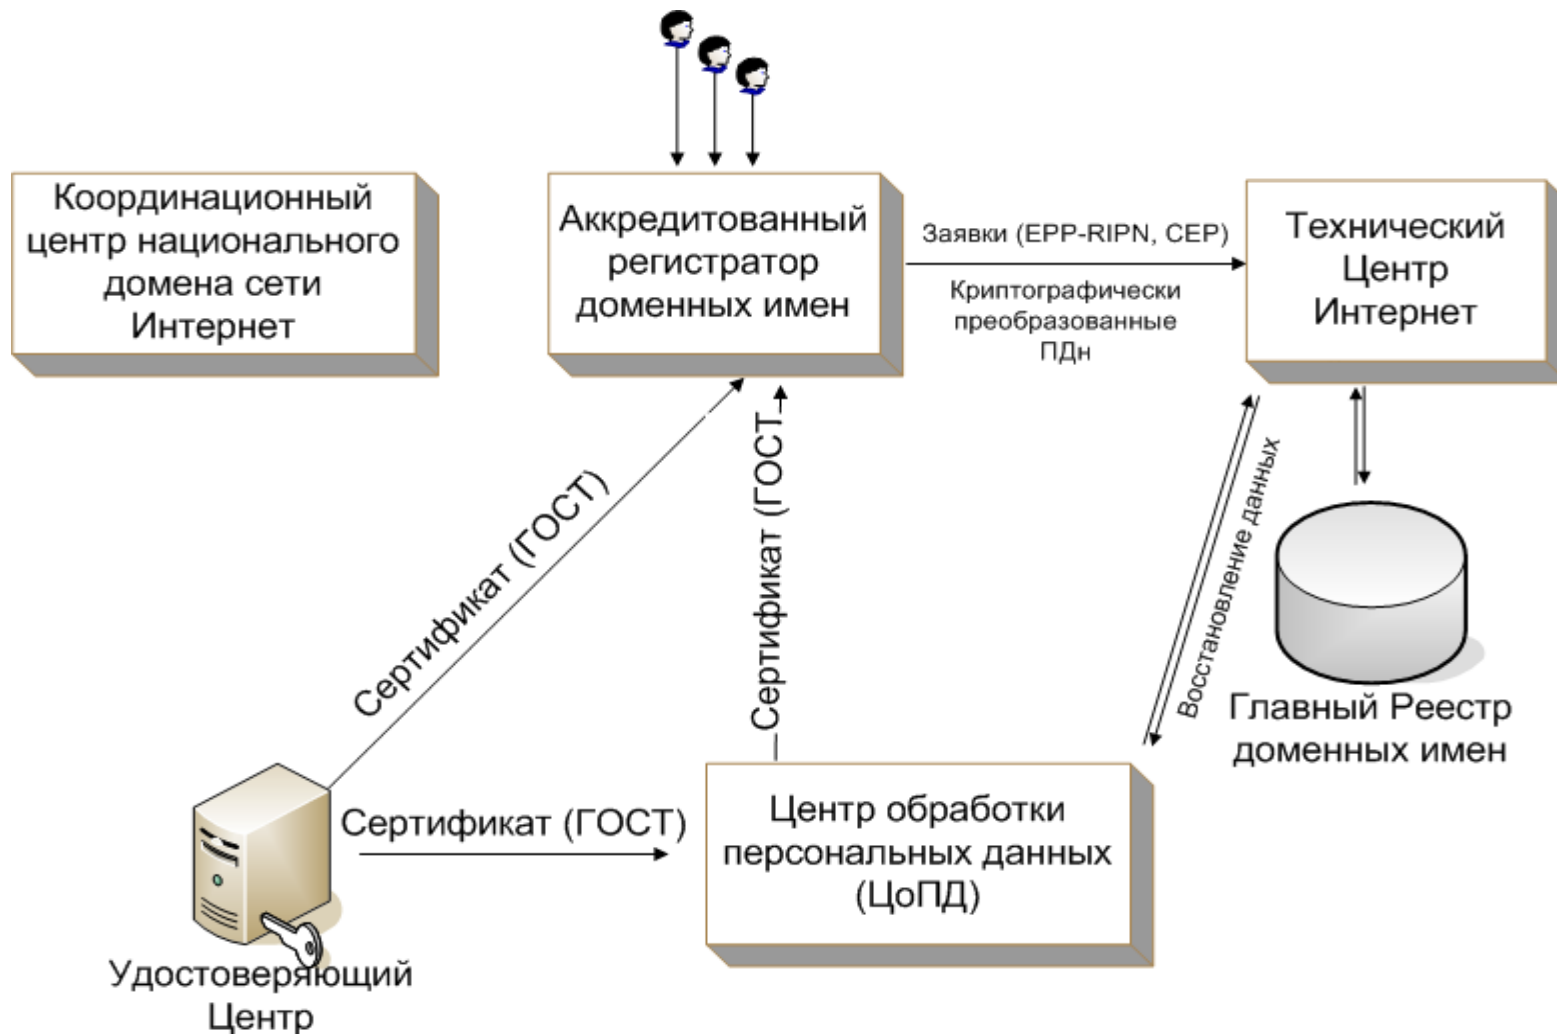 Координационный
центр национального
домена сети
Интернет
Аккредитованный
регистратор
доменных имен
Заявки (EPP-RIPN, CEP)
Криптографически
преобразованные
ПДн
Технический
Центр
Интернет
Сертификат (ГОСТ)
Сертификат (ГОСТ
Восстановление данных
Главный Реестр
доменных имен
Сертификат (ГОСТ)
Центр обработки
персональных данных
(ЦоПД)
Удостоверяющий
Центр